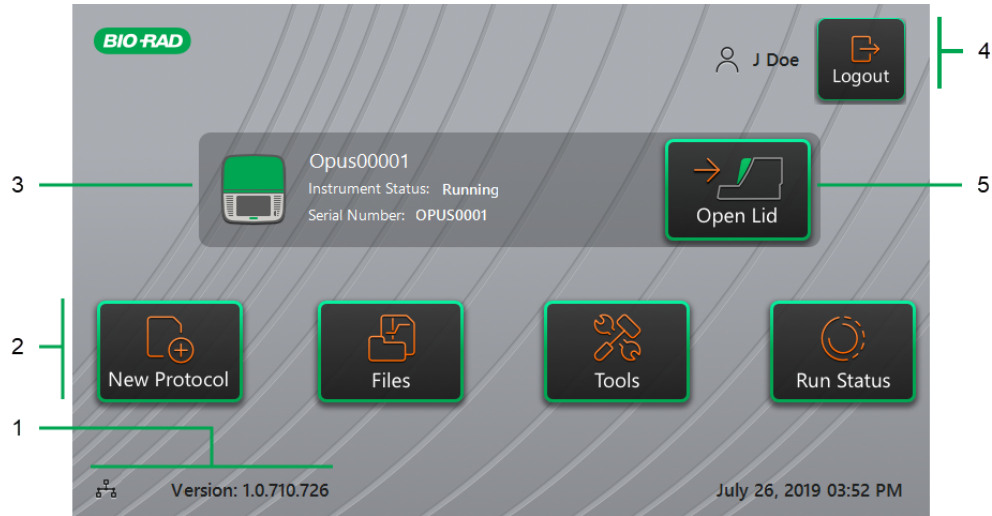 BIO-RAD
J Doe
Logout
4
3
Opus00001
Instrument Status: Running
Serial Number: OPUS0001
Open Lid
5
2
New Protocol
Files
Tools
Run Status
1
Version: 1.0.710.726
July 26, 2019 03:52 PM